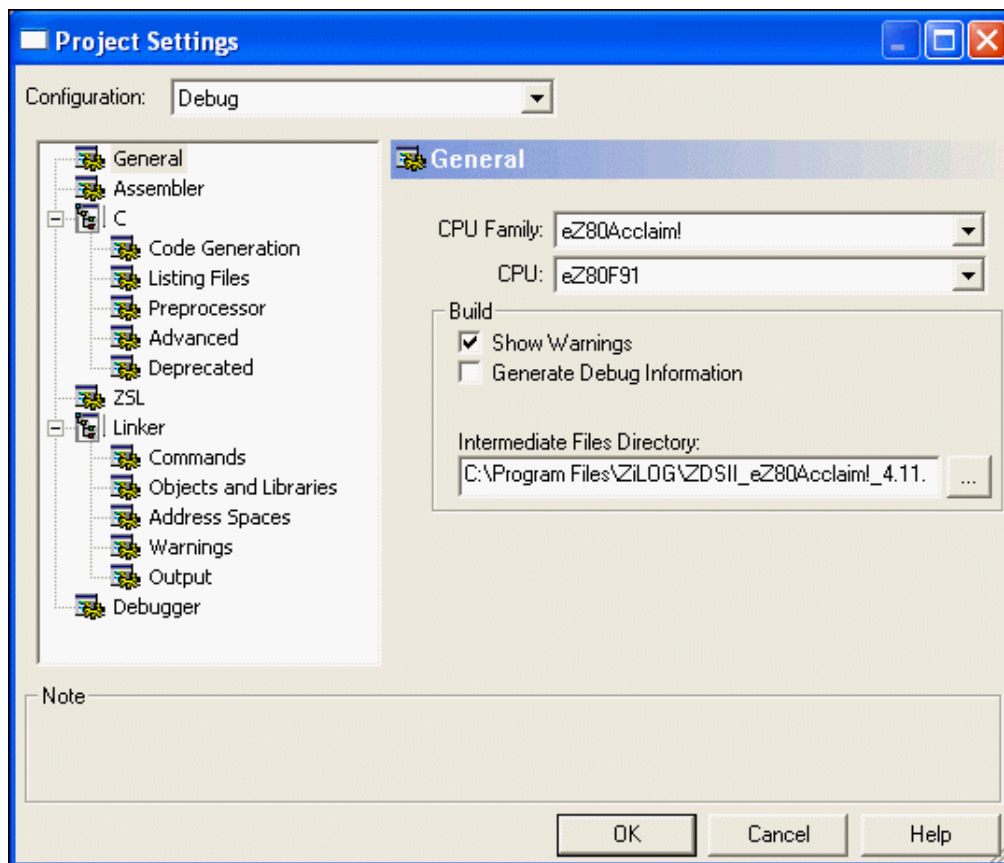 Project Settings
Configuration: Debug
General
Assembler
C
Code Generation
Listing Files
Preprocessor
Advanced
Deprecated
ZSL
Linker
Commands
Objects and Libraries
Address Spaces
Warnings
Output
Debugger
General
CPU Family: eZ80Acclaim!
CPU: eZ80F91
Build
Show Warnings
Generate Debug Information
Intermediate Files Directory:
C:\Program Files\ZiLOG\ZDSII_eZ80Acclaim!_4.11.
...
Note
OK Cancel Help